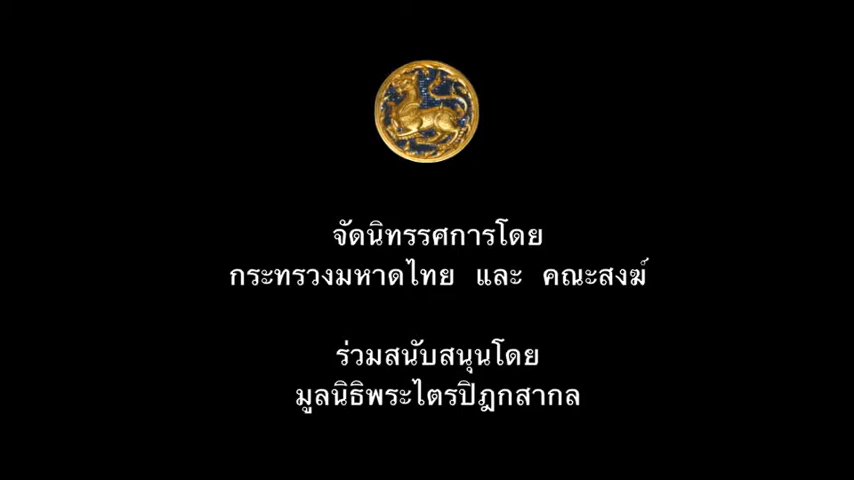 จัดนิทรรศการโดย
กระทรวงมหาดไทย และ คณะสงฆ์
ร่วมสนับสนุนโดย
มูลนิธิพระไตรปิฎกสากล